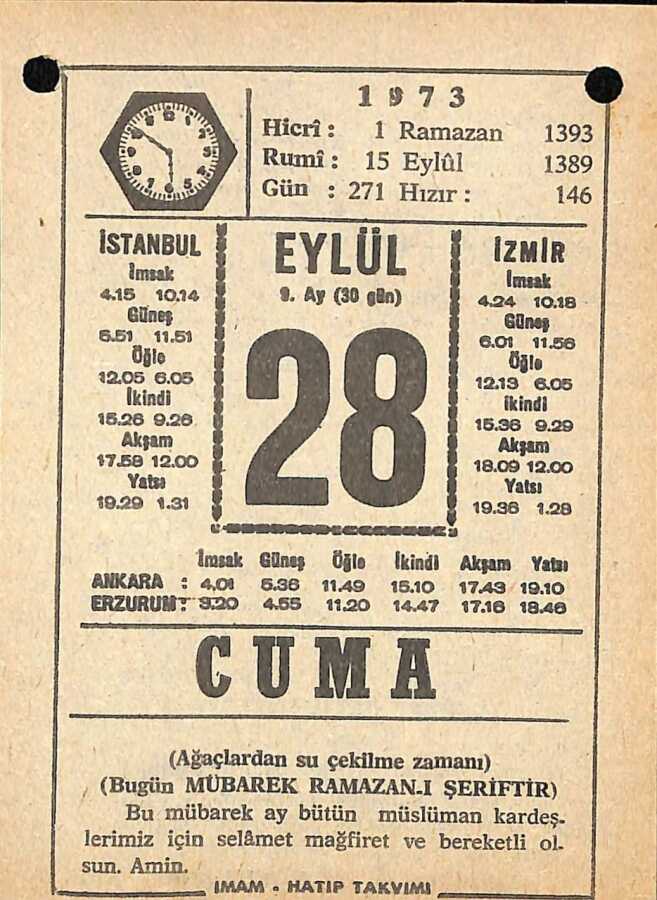 1973
Hicrî : 1 Ramazan 1393
Rumî : 15 Eylûl 1389
Gün : 271 Hızır : 146
İSTANBUL
İmsak
4.15 10.14
Güneş
5.51 11.51
Öğle
12.05 6.05
İkindi
15.26 9.26
Akşam
17.59 12.00
Yatsı
19.29 1.31
EYLÜL
9. Ay (30 gün)
28
İZMİR
İmsak
4.24 10.18
Güneş
6.01 11.56
Öğle
12.13 6.05
İkindi
15.36 9.29
Akşam
18.09 12.00
Yatsı
19.36 1.28
İmsak Güneş Öğle İkindi Akşam Yatsı
ANKARA : 4.01 5.36 11.49 15.10 17.43 19.10
ERZURUM : 3.20 4.55 11.20 14.47 17.16 18.46
CUMA
(Ağaçlardan su çekilme zamanı)
(Bugün MÜBAREK RAMAZAN-I ŞERİFTİR)
Bu mübarek ay bütün müslüman kardeş-
lerimiz için selâmet mağfiret ve bereketli ol-
sun. Amin.
İMAM - HATİP TAKVİMİ